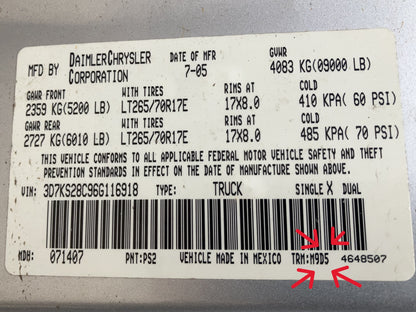 MFD BY DAIMLERCHRYSLER CORPORATION DATE OF MFR 7-05 GVWR 4083 KG(09000 LB)
GAWR FRONT WITH TIRES RIMS AT COLD
2359 KG(5200 LB) LT265/70R17E 17X8.0 410 KPA( 60 PSI)
GAWR REAR WITH TIRES RIMS AT COLD
2727 KG(6010 LB) LT265/70R17E 17X8.0 485 KPA( 70 PSI)
THIS VEHICLE CONFORMS TO ALL APPLICABLE FEDERAL MOTOR VEHICLE SAFETY AND THEFT
PREVENTION STANDARDS IN EFFECT ON THE DATE OF MANUFACTURE SHOWN ABOVE.
VIN: 3D7KS28C96G116918 TYPE: TRUCK SINGLE X DUAL
MDH: 071407 PNT:PS2 VEHICLE MADE IN MEXICO TRM:M9D5 4648507